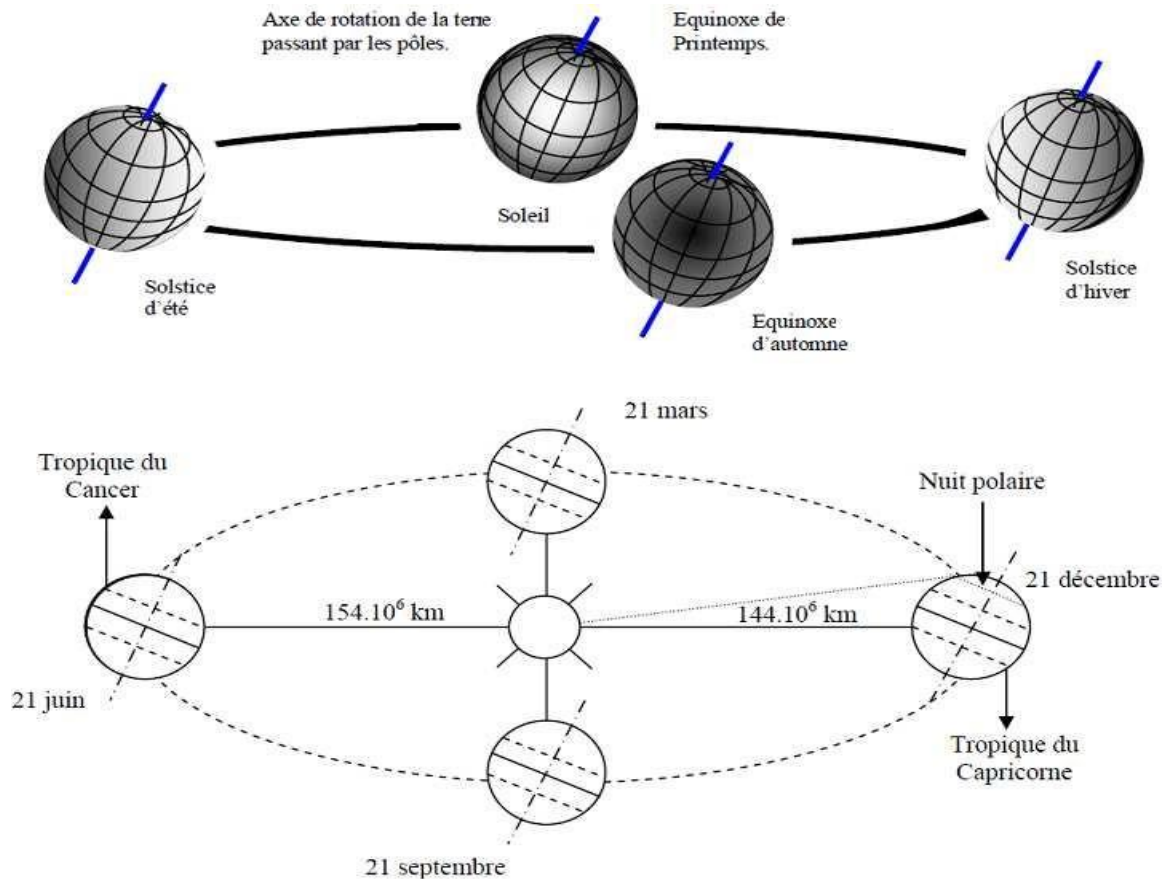 Axe de rotation de la terre
passant par les pôles.
Equinoxe de
Printemps.
Soleil
Solstice
d'été
Solstice
d'hiver
Equinoxe
d'automne
21 mars
Tropique du
Cancer
Nuit polaire
21 décembre
154.10⁶ km
144.10⁶ km
21 juin
Tropique du
Capricorne
21 septembre